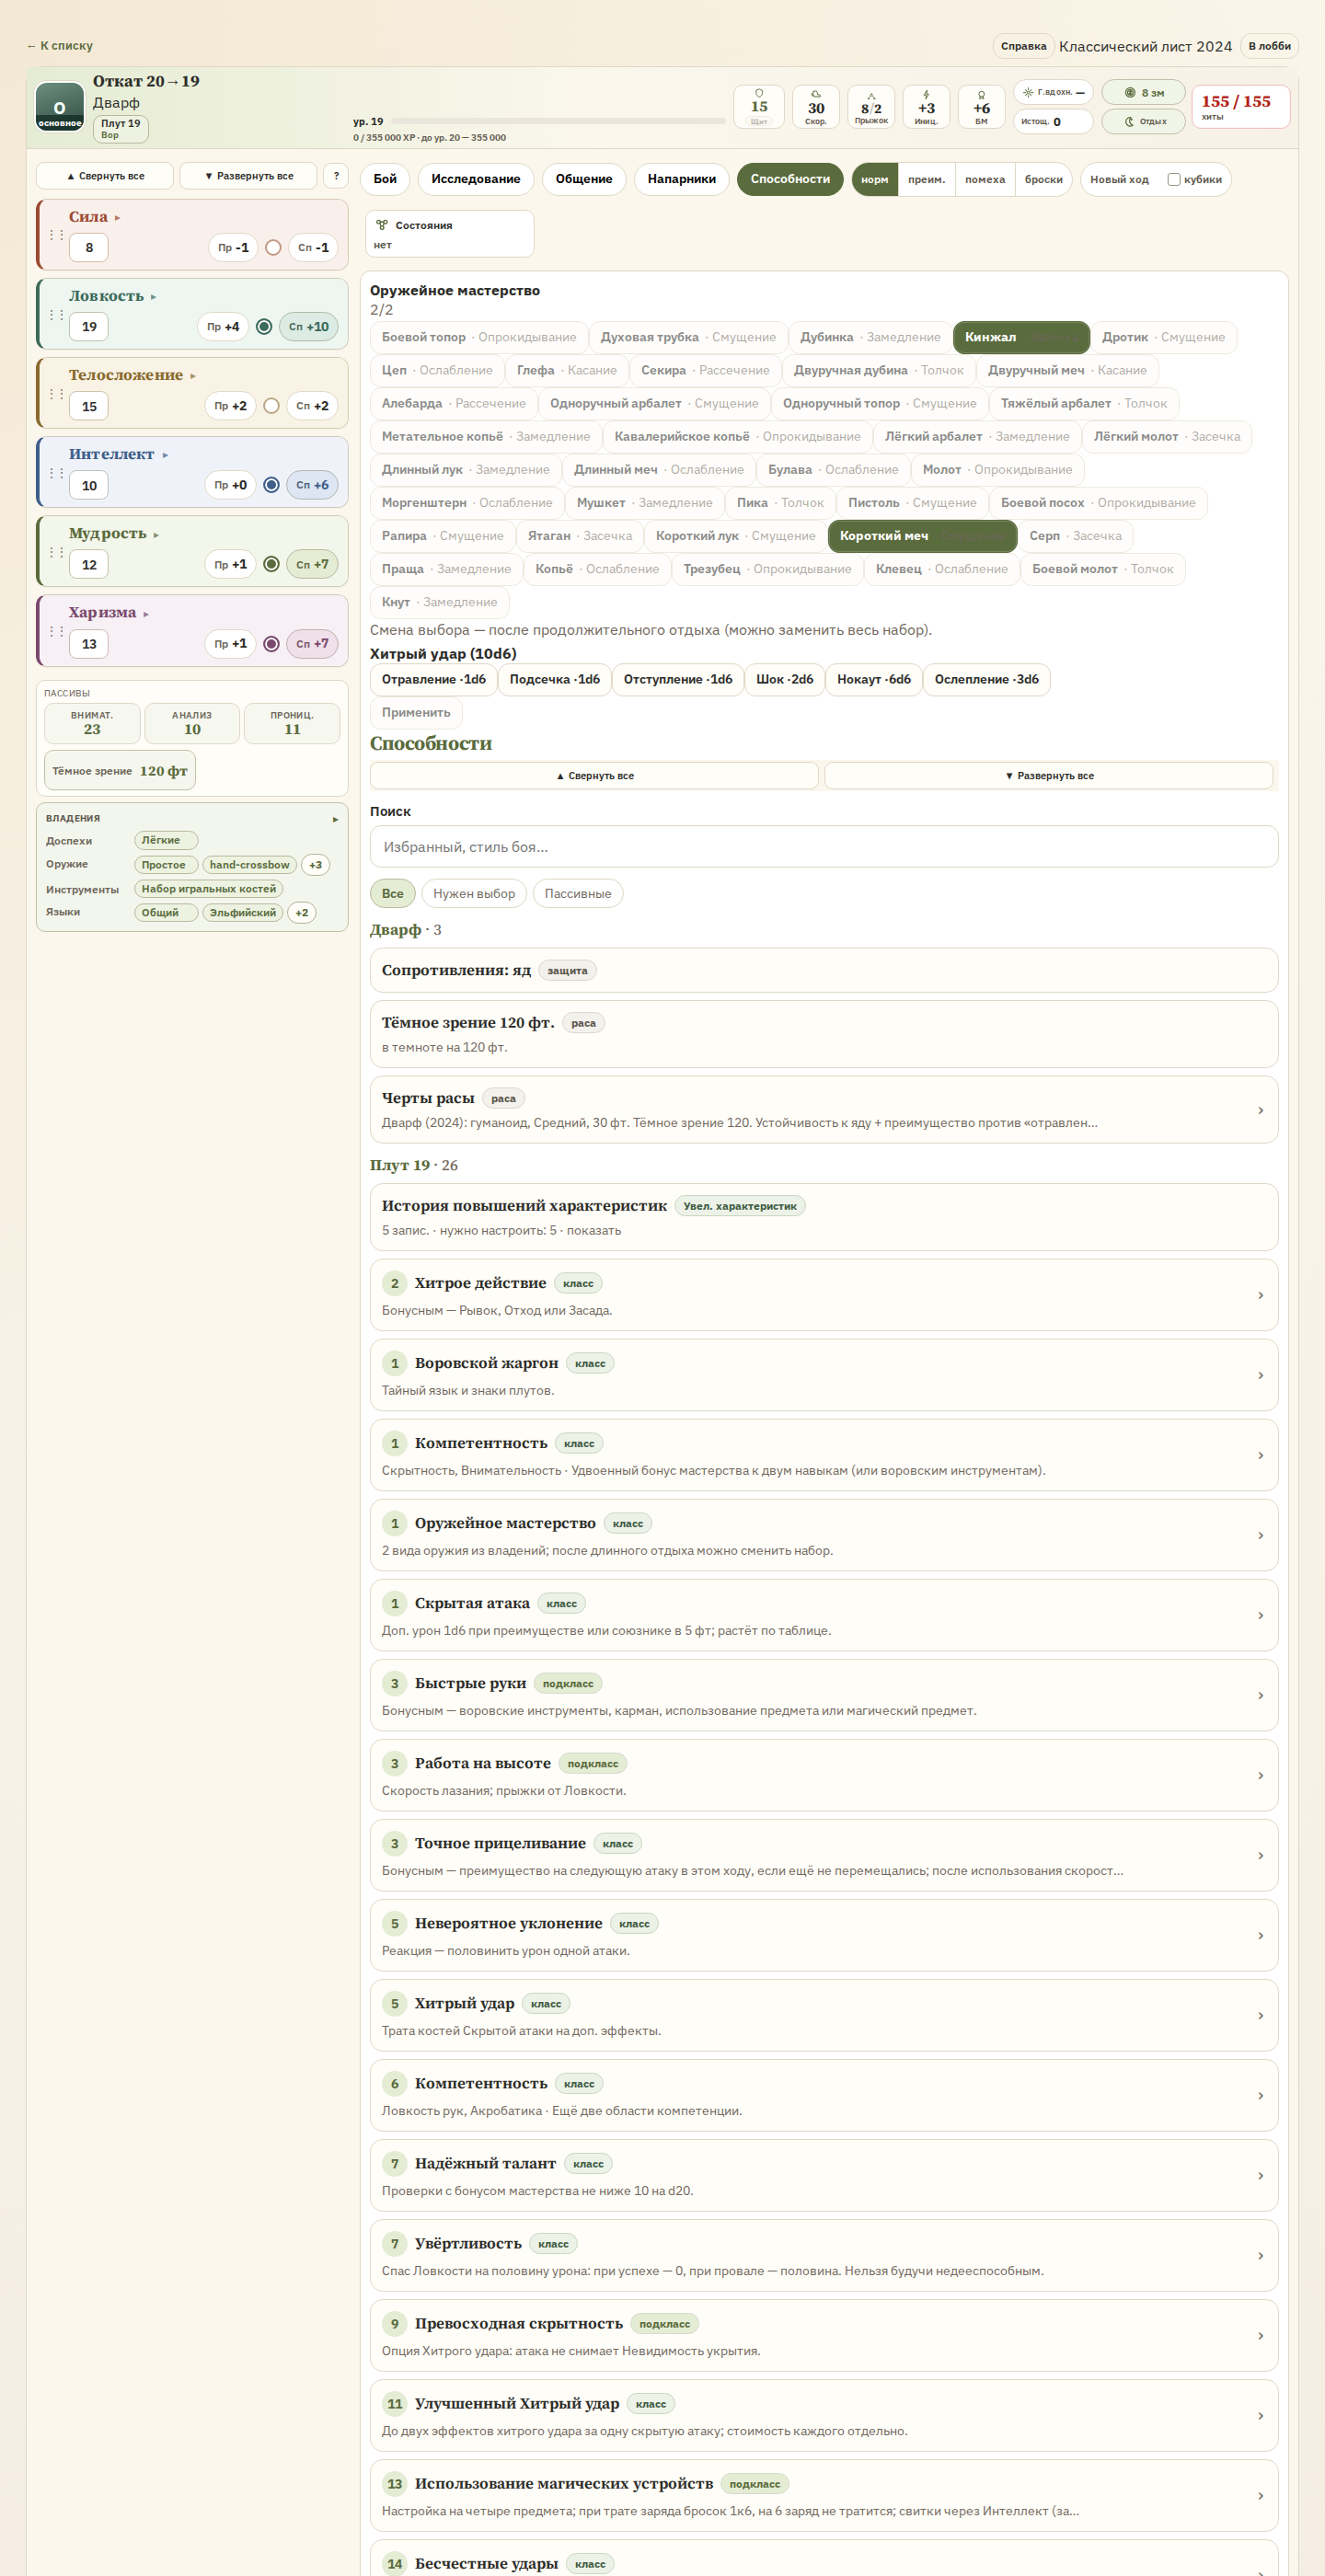 ← К списку
Справка Классический лист 2024 В лобби
О
основное
Откат 20→19
Дварф
Плут 19
Вор
ур. 19
0 / 355 000 XP · до ур. 20 — 355 000
15
Щит
30
Скор.
8/2
Прыжок
+3
Иниц.
+6
БМ
Г.вдохн. —
Истощ. 0
8 зм
Отдых
155 / 155
хиты
▲ Свернуть все ▼ Развернуть все ?
Сила ▸
8 Пр -1 Сп -1
Ловкость ▸
19 Пр +4 Сп +10
Телосложение ▸
15 Пр +2 Сп +2
Интеллект ▸
10 Пр +0 Сп +6
Мудрость ▸
12 Пр +1 Сп +7
Харизма ▸
13 Пр +1 Сп +7
ПАССИВЫ
ВНИМАТ. АНАЛИЗ ПРОНИЦ.
23 10 11
Тёмное зрение 120 фт
ВЛАДЕНИЯ ▸
Доспехи Лёгкие
Оружие Простое hand-crossbow +3
Инструменты Набор игральных костей
Языки Общий Эльфийский +2
Бой Исследование Общение Напарники Способности норм преим. помеха броски Новый ход кубики
Состояния
нет
Оружейное мастерство
2/2
Боевой топор · Опрокидывание Духовая трубка · Смущение Дубинка · Замедление Кинжал Дротик · Смущение
Цеп · Ослабление Глефа · Касание Секира · Рассечение Двуручная дубина · Толчок Двуручный меч · Касание
Алебарда · Рассечение Одноручный арбалет · Смущение Одноручный топор · Смущение Тяжёлый арбалет · Толчок
Метательное копьё · Замедление Кавалерийское копьё · Опрокидывание Лёгкий арбалет · Замедление Лёгкий молот · Засечка
Длинный лук · Замедление Длинный меч · Ослабление Булава · Ослабление Молот · Опрокидывание
Моргенштерн · Ослабление Мушкет · Замедление Пика · Толчок Пистоль · Смущение Боевой посох · Опрокидывание
Рапира · Смущение Ятаган · Засечка Короткий лук · Смущение Короткий меч Серп · Засечка
Праща · Замедление Копьё · Ослабление Трезубец · Опрокидывание Клевец · Ослабление Боевой молот · Толчок
Кнут · Замедление
Смена выбора — после продолжительного отдыха (можно заменить весь набор).
Хитрый удар (10d6)
Отравление ·1d6 Подсечка ·1d6 Отступление ·1d6 Шок ·2d6 Нокаут ·6d6 Ослепление ·3d6
Применить
Способности
▲ Свернуть все ▼ Развернуть все
Поиск
Избранный, стиль боя…
Все Нужен выбор Пассивные
Дварф · 3
Сопротивления: яд защита
Тёмное зрение 120 фт. раса
в темноте на 120 фт.
Черты расы раса
Дварф (2024): гуманоид, Средний, 30 фт. Тёмное зрение 120. Устойчивость к яду + преимущество против «отравлен…
Плут 19 · 26
История повышений характеристик Увел. характеристик
5 запис. · нужно настроить: 5 · показать
2 Хитрое действие класс
Бонусным — Рывок, Отход или Засада.
1 Воровской жаргон класс
Тайный язык и знаки плутов.
1 Компетентность класс
Скрытность, Внимательность · Удвоенный бонус мастерства к двум навыкам (или воровским инструментам).
1 Оружейное мастерство класс
2 вида оружия из владений; после длинного отдыха можно сменить набор.
1 Скрытая атака класс
Доп. урон 1d6 при преимуществе или союзнике в 5 фт; растёт по таблице.
3 Быстрые руки подкласс
Бонусным — воровские инструменты, карман, использование предмета или магический предмет.
3 Работа на высоте подкласс
Скорость лазания; прыжки от Ловкости.
3 Точное прицеливание класс
Бонусным — преимущество на следующую атаку в этом ходу, если ещё не перемещались; после использования скорост…
5 Невероятное уклонение класс
Реакция — половинить урон одной атаки.
5 Хитрый удар класс
Трата костей Скрытой атаки на доп. эффекты.
6 Компетентность класс
Ловкость рук, Акробатика · Ещё две области компетенции.
7 Надёжный талант класс
Проверки с бонусом мастерства не ниже 10 на d20.
7 Увёртливость класс
Спас Ловкости на половину урона: при успехе — 0, при провале — половина. Нельзя будучи недееспособным.
9 Превосходная скрытность подкласс
Опция Хитрого удара: атака не снимает Невидимость укрытия.
11 Улучшенный Хитрый удар класс
До двух эффектов хитрого удара за одну скрытую атаку; стоимость каждого отдельно.
13 Использование магических устройств подкласс
Настройка на четыре предмета; при трате заряда бросок 1к6, на 6 заряд не тратится; свитки через Интеллект (за…
14 Бесчестные удары класс